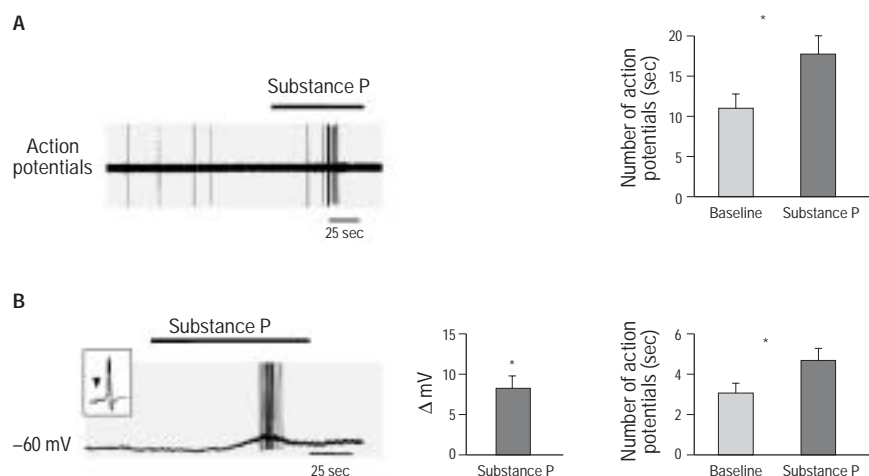 A
Substance P
Action
potentials
25 sec
Number of action
potentials (sec)
20
15
10
5
0
*
Baseline
Substance P
B
Substance P
–60 mV
25 sec
Δ mV
15
10
5
0
*
Substance P
Number of action
potentials (sec)
6
4
2
0
*
Baseline
Substance P